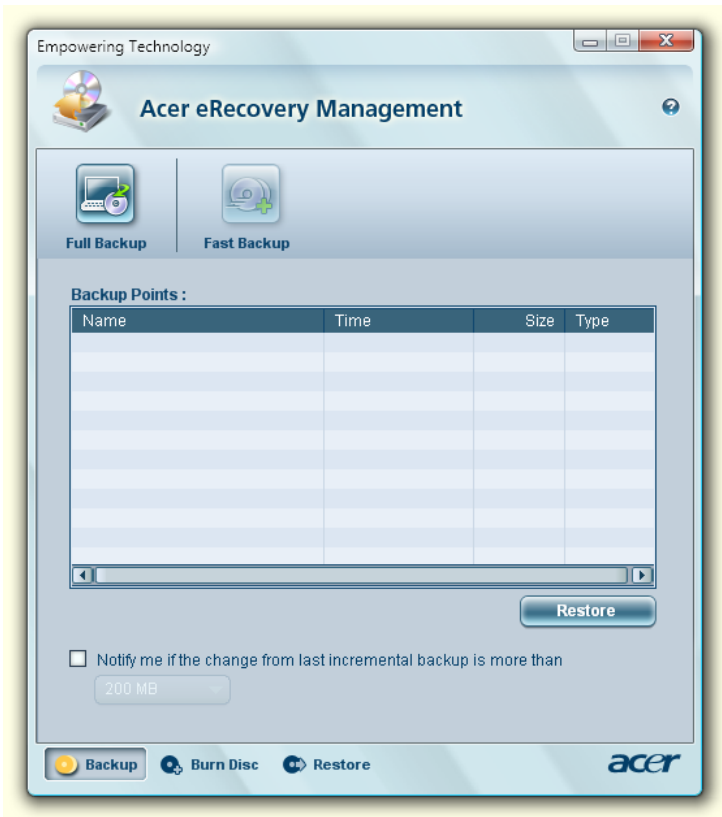 Empowering Technology
Acer eRecovery Management
Full Backup
Fast Backup
Backup Points :
Name Time Size Type
Restore
Notify me if the change from last incremental backup is more than
200 MB
Backup Burn Disc Restore acer